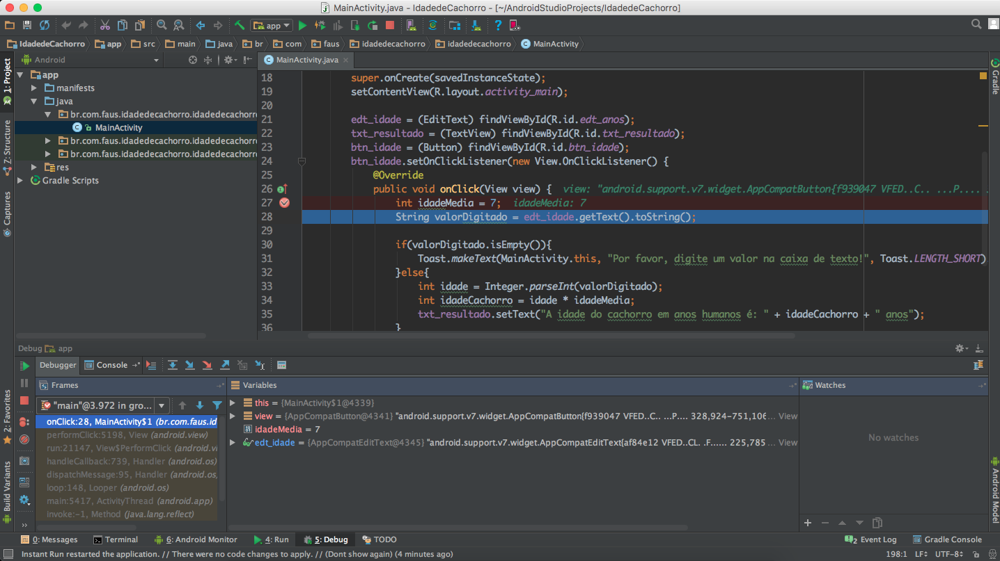 MainActivity.java - IdadedeCachorro - [~/AndroidStudioProjects/IdadedeCachorro]
app
IdadedeCachorro app src main java br com faus idadedecachorro idadedecachorro MainActivity
1: Project
Z: Structure
Captures
2: Favorites
Build Variants
Android
app
manifests
java
br.com.faus.idadedecachorro.idadedecachorro
MainActivity
br.com.faus.idadedecachorro.idadedecachorro
br.com.faus.idadedecachorro.idadedecachorro
res
Gradle Scripts
MainActivity.java
18 super.onCreate(savedInstanceState);
19 setContentView(R.layout.activity_main);
20
21 edt_idade = (EditText) findViewById(R.id.edt_anos);
22 txt_resultado = (TextView) findViewById(R.id.txt_resultado);
23 btn_idade = (Button) findViewById(R.id.btn_idade);
24 btn_idade.setOnClickListener(new View.OnClickListener() {
25 @Override
26 public void onClick(View view) { view: "android.support.v7.widget.AppCompatButton{f939047 VFED..C.. ...P.... .
27 int idadeMedia = 7; idadeMedia: 7
28 String valorDigitado = edt_idade.getText().toString();
29
30 if(valorDigitado.isEmpty()){
31 Toast.makeText(MainActivity.this, "Por favor, digite um valor na caixa de texto!", Toast.LENGTH_SHORT)
32 }else{
33 int idade = Integer.parseInt(valorDigitado);
34 int idadeCachorro = idade * idadeMedia;
35 txt_resultado.setText("A idade do cachorro em anos humanos é: " + idadeCachorro + " anos");
36 }
Gradle
Android Model
Debug app
Debugger Console
Frames
"main"@3.972 in gro...
onClick:28, MainActivity$1 (br.com.faus.id
performClick:5198, View (android.view)
run:21147, View$PerformClick (android.vi
handleCallback:739, Handler (android.os)
dispatchMessage:95, Handler (android.os,
loop:148, Looper (android.os)
main:5417, ActivityThread (android.app)
invoke:-1, Method (java.lang.reflect)
Variables
this = {MainActivity$1@4339}
view = {AppCompatButton@4341} "android.support.v7.widget.AppCompatButton{f939047 VFED..C.. ...P.... 328,924-751,106... View
idadeMedia = 7
edt_idade = {AppCompatEditText@4345} "android.support.v7.widget.AppCompatEditText{af84e12 VFED..CL. .F...... 225,785 ... View
Watches
No watches
0: Messages Terminal 6: Android Monitor 4: Run 5: Debug TODO 2 Event Log Gradle Console
Instant Run restarted the application. // There were no code changes to apply. // (Dont show again) (4 minutes ago) 198:1 LF UTF-8